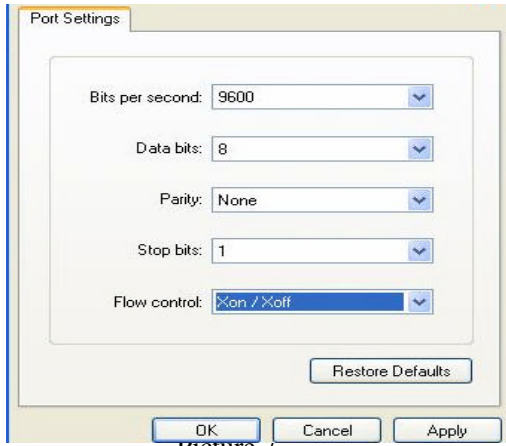 Port Settings
Bits per second: 9600
Data bits: 8
Parity: None
Stop bits: 1
Flow control: Xon / Xoff
Restore Defaults
OK Cancel Apply